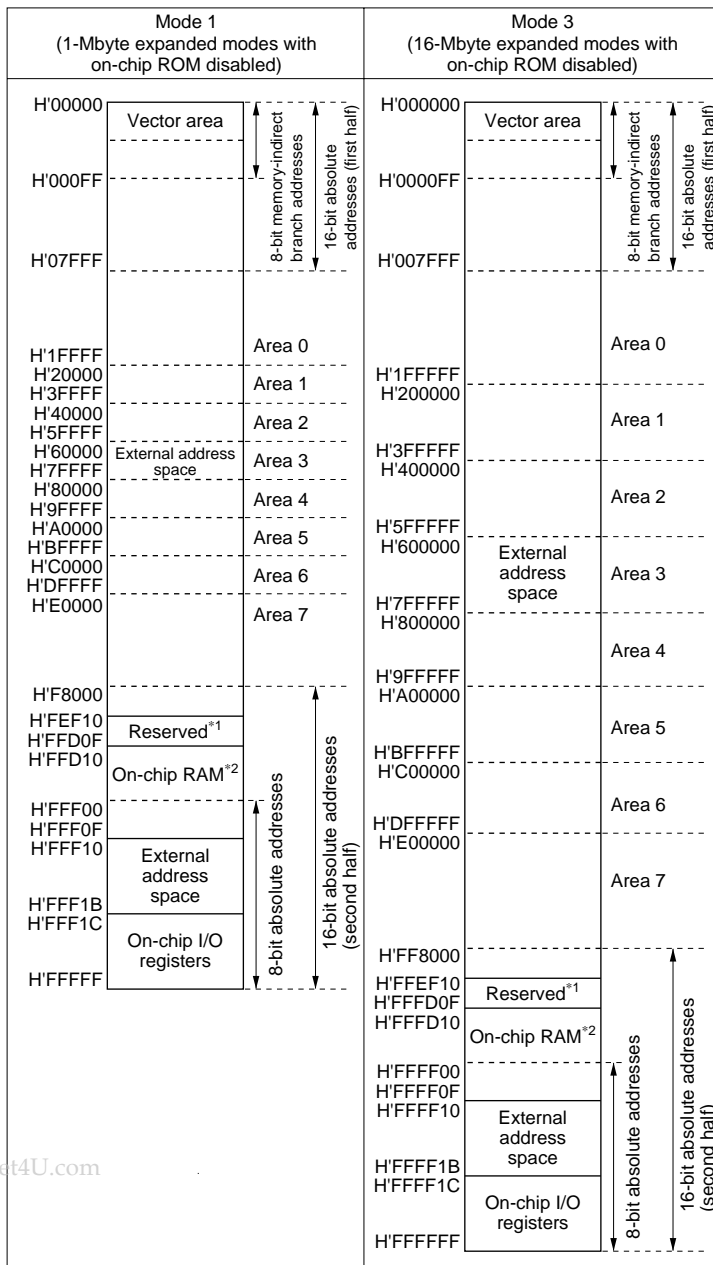 Mode 1
(1-Mbyte expanded modes with
on-chip ROM disabled)
H'00000
Vector area
H'000FF
H'07FFF
8-bit memory-indirect
branch addresses
16-bit absolute
addresses (first half)
H'1FFFF
H'20000
H'3FFFF
H'40000
H'5FFFF
H'60000
H'7FFFF
H'80000
H'9FFFF
H'A0000
H'BFFFF
H'C0000
H'DFFFF
H'E0000
External address
space
Area 0
Area 1
Area 2
Area 3
Area 4
Area 5
Area 6
Area 7
H'F8000
H'FEF10
H'FFD0F
H'FFD10
Reserved*1
On-chip RAM*2
H'FFF00
H'FFF0F
H'FFF10
External
address
space
H'FFF1B
H'FFF1C
On-chip I/O
registers
H'FFFFF
8-bit absolute addresses
16-bit absolute addresses
(second half)
Mode 3
(16-Mbyte expanded modes with
on-chip ROM disabled)
H'000000
Vector area
H'0000FF
H'007FFF
8-bit memory-indirect
branch addresses
16-bit absolute
addresses (first half)
H'1FFFFF
H'200000
H'3FFFFF
H'400000
H'5FFFFF
H'600000
H'7FFFFF
H'800000
H'9FFFFF
H'A00000
H'BFFFFF
H'C00000
H'DFFFFF
H'E00000
External
address
space
Area 0
Area 1
Area 2
Area 3
Area 4
Area 5
Area 6
Area 7
H'FF8000
H'FFEF10
H'FFFD0F
H'FFFD10
Reserved*1
On-chip RAM*2
H'FFFF00
H'FFFF0F
H'FFFF10
External
address
space
H'FFFF1B
H'FFFF1C
On-chip I/O
registers
H'FFFFFF
8-bit absolute addresses
16-bit absolute addresses
(second half)
et4U.com